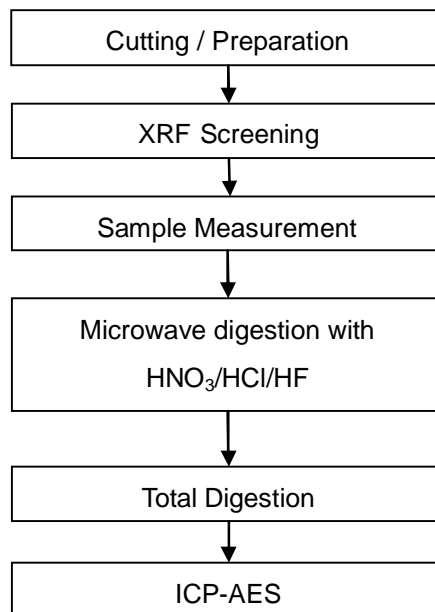 Cutting / Preparation
XRF Screening
Sample Measurement
Microwave digestion with
HNO₃/HCl/HF
Total Digestion
ICP-AES